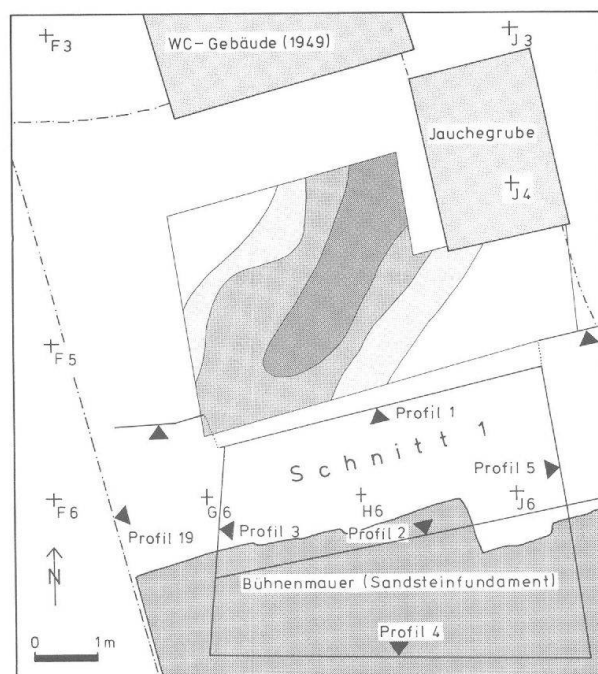 F3
WC-Gebäude (1949)
J3
Jauchegrube
J4
F5
Profil 1
Schnitt 1
Profil 5
F6
G6
H6
J6
Profil 19
Profil 3
Profil 2
N
Bühnenmauer (Sandsteinfundament)
Profil 4
0 1m